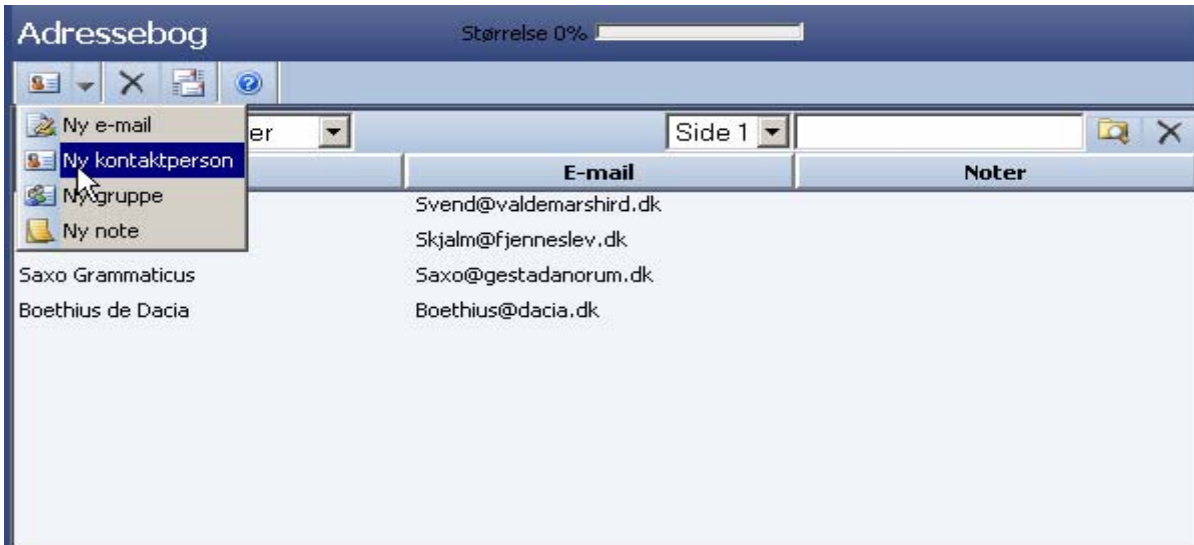 Adressebog Størrelse 0%
Ny e-mail
Ny kontaktperson
Ny gruppe
Ny note
er Side 1
E-mail Noter
Svend@valdemarshird.dk
Skjalm@fjenneslev.dk
Saxo Grammaticus Saxo@gestadanorum.dk
Boethius de Dacia Boethius@dacia.dk